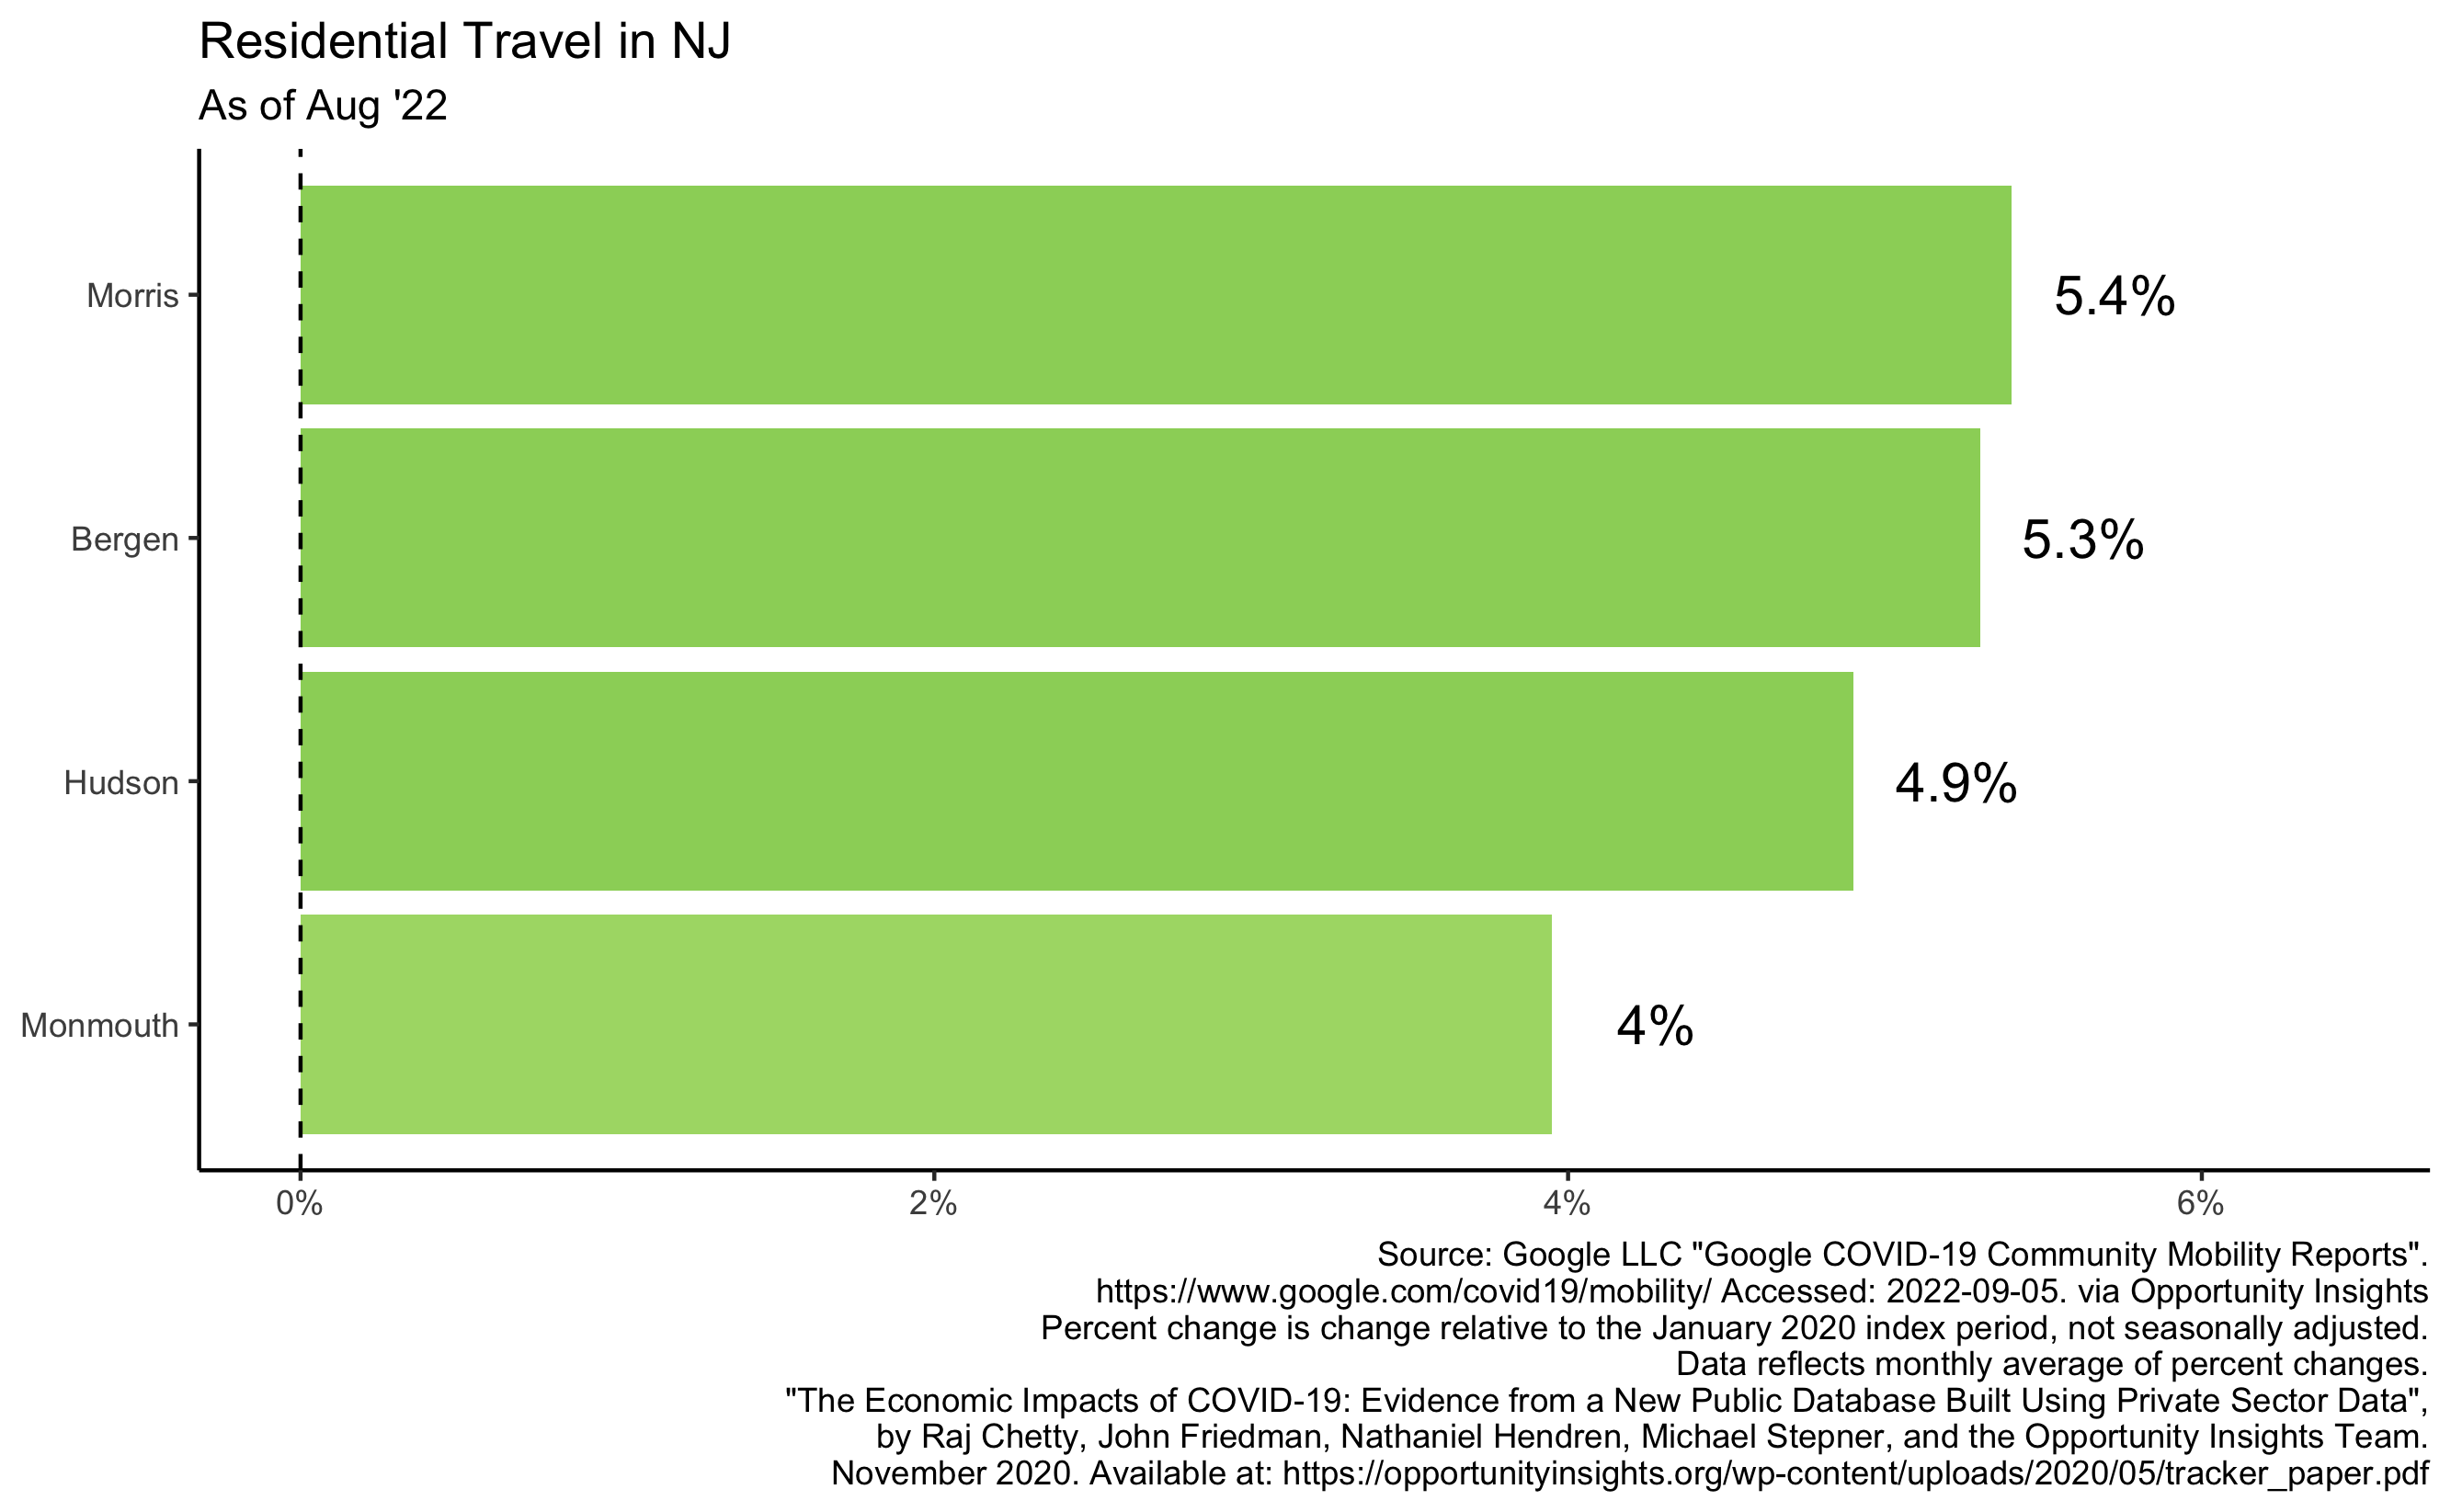 Residential Travel in NJ
As of Aug '22
Morris
5.4%
Bergen
5.3%
Hudson
4.9%
Monmouth
4%
0%
2%
4%
6%
Source: Google LLC "Google COVID-19 Community Mobility Reports".
https://www.google.com/covid19/mobility/ Accessed: 2022-09-05. via Opportunity Insights
Percent change is change relative to the January 2020 index period, not seasonally adjusted.
Data reflects monthly average of percent changes.
"The Economic Impacts of COVID-19: Evidence from a New Public Database Built Using Private Sector Data",
by Raj Chetty, John Friedman, Nathaniel Hendren, Michael Stepner, and the Opportunity Insights Team.
November 2020. Available at: https://opportunityinsights.org/wp-content/uploads/2020/05/tracker_paper.pdf